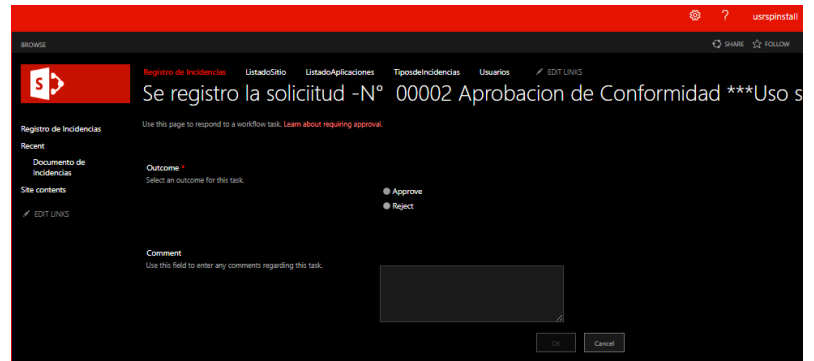 ? usrspinstall
BROWSE SHARE FOLLOW
S
Registro de Incidencias ListadoSitio ListadoAplicaciones TiposdeIncidencias Usuarios EDIT LINKS
Se registro la soliciitud -N° 00002 Aprobacion de Conformidad ***Uso s
Registro de Incidencias
Recent
Documento de
Incidencias
Site contents
EDIT LINKS
Use this page to respond to a workflow task. Learn about requiring approval.
Outcome *
Select an outcome for this task.
Approve
Reject
Comment
Use this field to enter any comments regarding this task.
OK Cancel